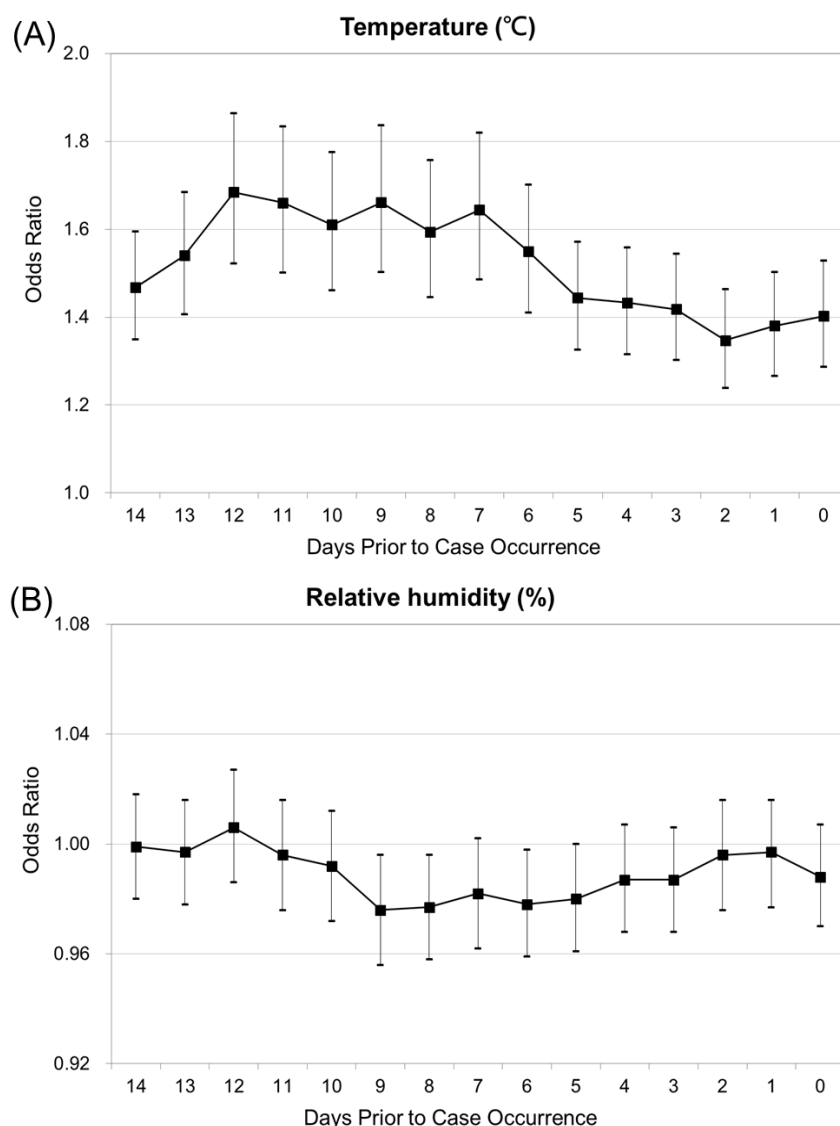 (A)
Temperature (℃)
2.0
1.8
1.6
1.4
1.2
1.0
Odds Ratio
14 13 12 11 10 9 8 7 6 5 4 3 2 1 0
Days Prior to Case Occurrence
(B)
Relative humidity (%)
1.08
1.04
1.00
0.96
0.92
Odds Ratio
14 13 12 11 10 9 8 7 6 5 4 3 2 1 0
Days Prior to Case Occurrence